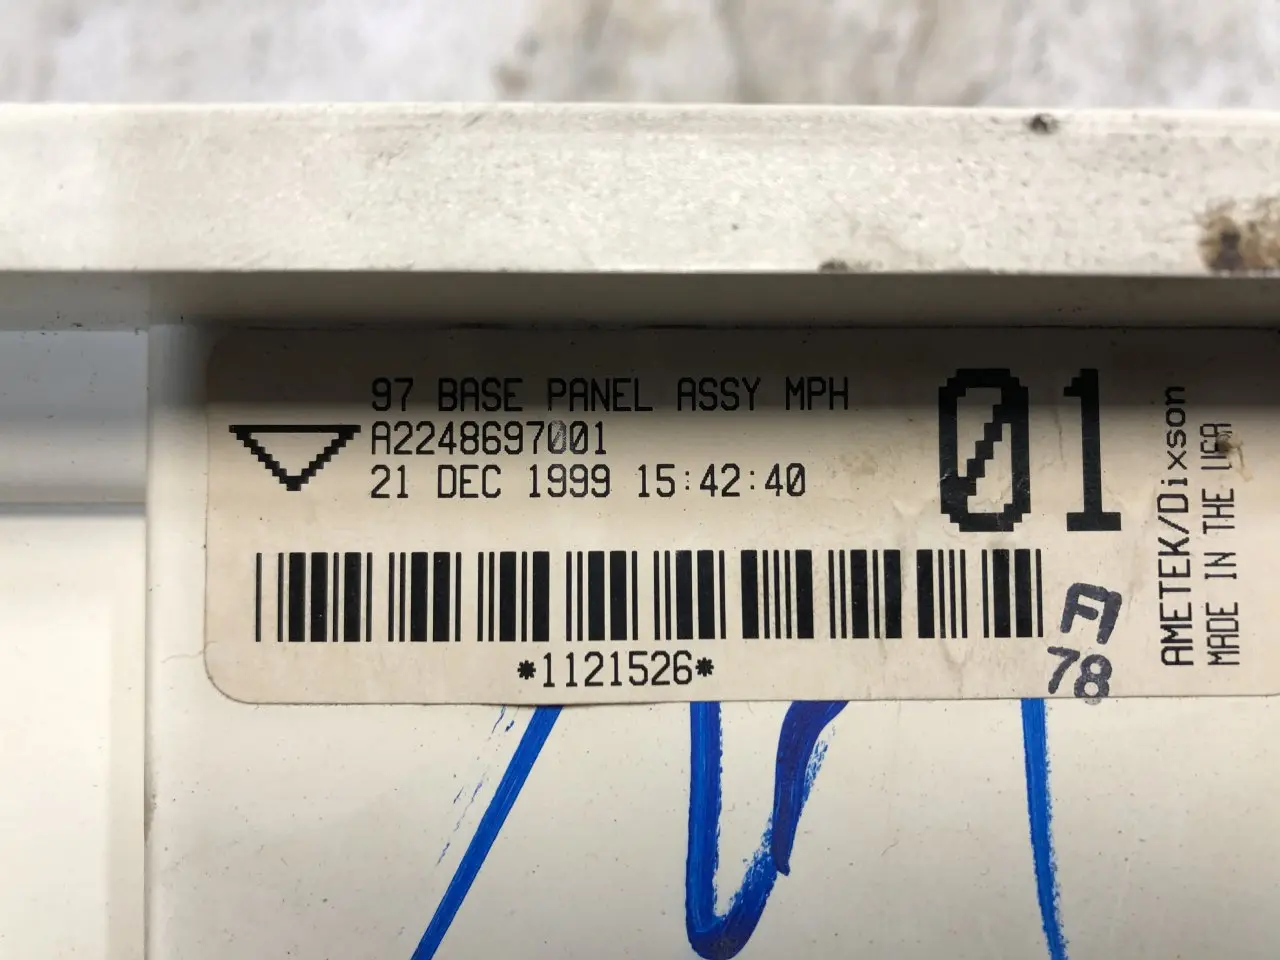 97 BASE PANEL ASSY MPH
A2248697001
21 DEC 1999 15:42:40
01
*1121526*
A
78
AMETEK/Dixson
MADE IN THE USA